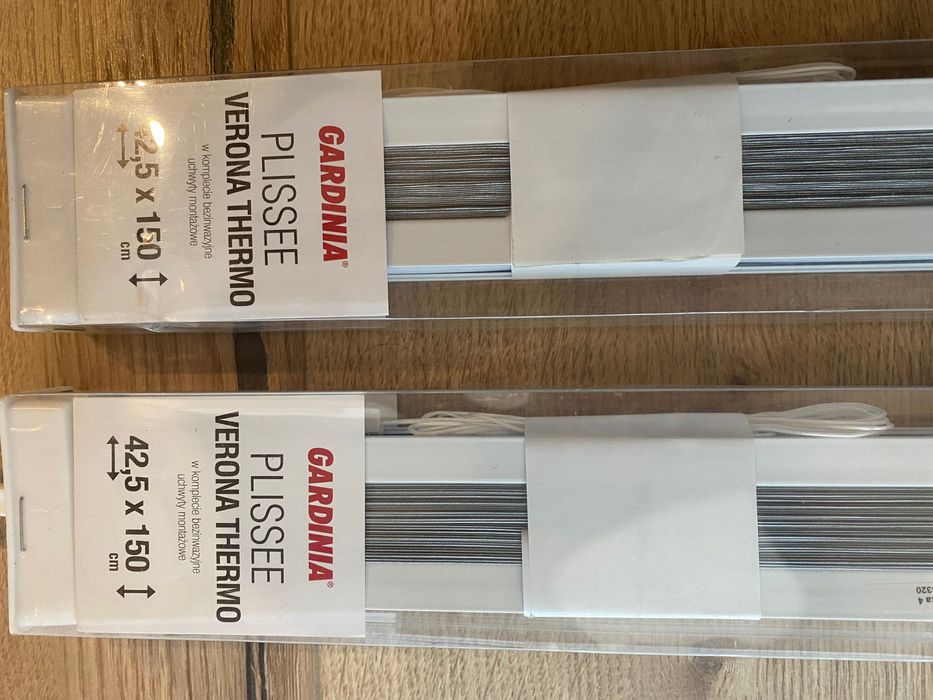 GARDINIA®
PLISSEE
VERONA THERMO
w komplecie bezinwazyjne
uchwyty montażowe
42,5 x 150
cm
GARDINIA®
PLISSEE
VERONA THERMO
w komplecie bezinwazyjne
uchwyty montażowe
42,5 x 150
cm